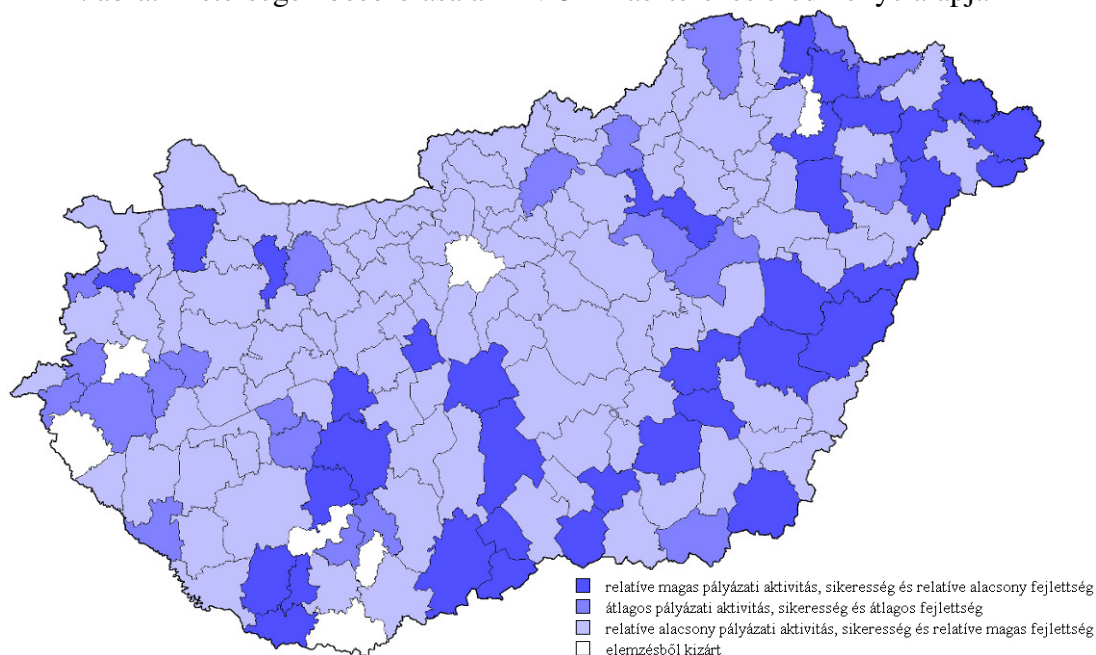 relatíve magas pályázati aktivitás, sikeresség és relatíve alacsony fejlettség
átlagos pályázati aktivitás, sikeresség és átlagos fejlettség
relatíve alacsony pályázati aktivitás, sikeresség és relatíve magas fejlettség
elemzésből kizárt